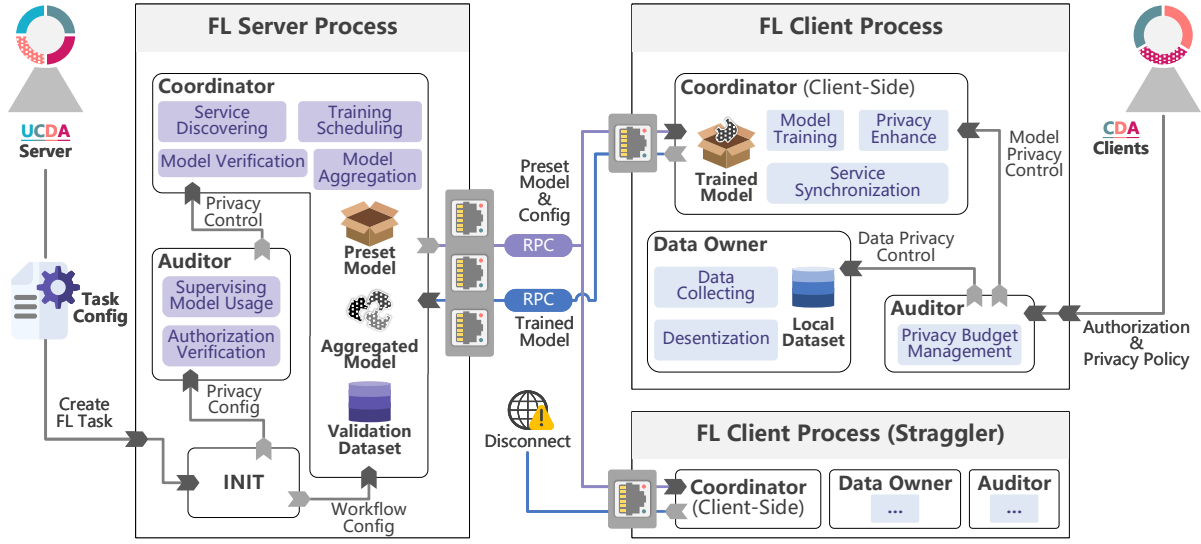 FL Server Process
FL Client Process
UCDA
Server
Task
Config
Create
FL Task
Coordinator
Service
Discovering
Training
Scheduling
Model Verification
Model
Aggregation
Privacy
Control
Auditor
Supervising
Model Usage
Authorization
Verification
Privacy
Config
INIT
Workflow
Config
Preset
Model
Aggregated
Model
Validation
Dataset
Preset
Model
&
Config
RPC
RPC
Trained
Model
Disconnect
Coordinator (Client-Side)
Trained
Model
Model
Training
Privacy
Enhance
Service
Synchronization
Data Owner
Data
Collecting
Desentization
Local
Dataset
Data Privacy
Control
Model
Privacy
Control
Auditor
Privacy Budget
Management
CDA
Clients
Authorization
&
Privacy Policy
FL Client Process (Straggler)
Coordinator
(Client-Side)
Data Owner
...
Auditor
...